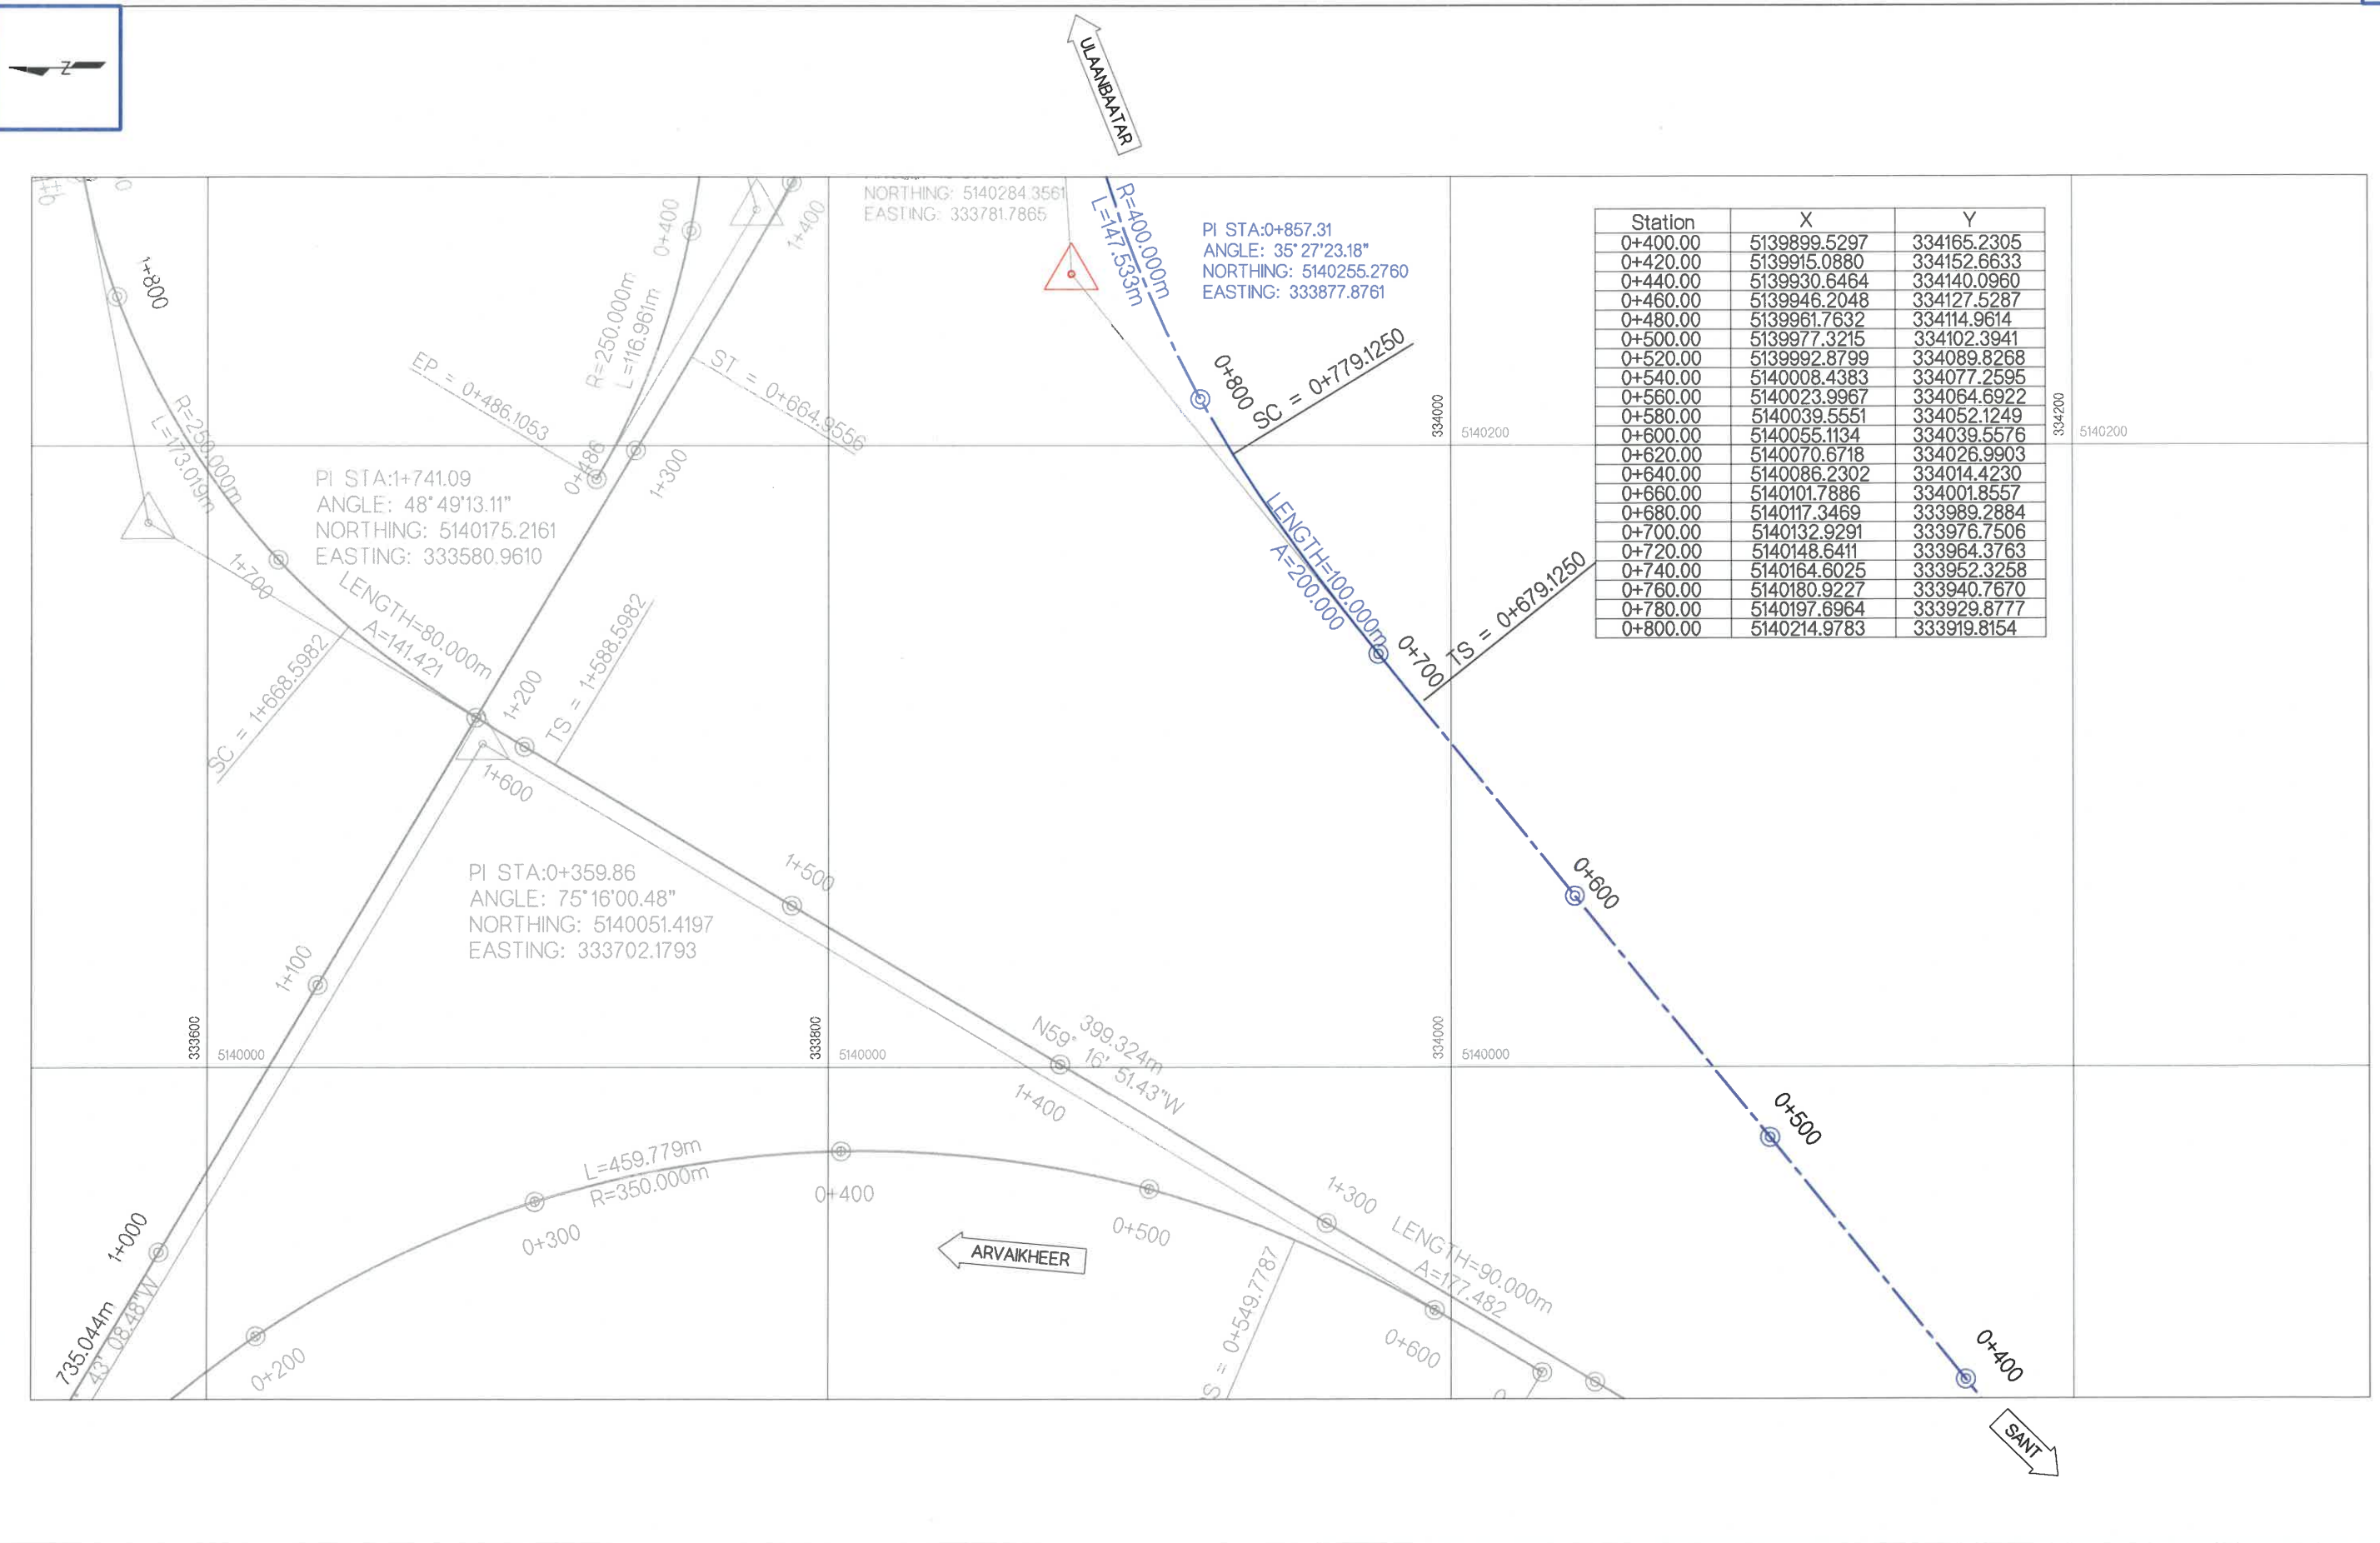 Z
ULAANBAATAR
NORTHING: 5140284.3561
EASTING: 333781.7865
1+400
0+400
R=250.000m
L=116.961m
EP = 0+486.1053
ST = 0+664.9556
0+486
1+300
1+800
R=250.000m
L=173.019m
PI STA:1+741.09
ANGLE: 48°49'13.11"
NORTHING: 5140175.2161
EASTING: 333580.9610
1+700
LENGTH=80.000m
A=141.421
SC = 1+668.5982
1+200
TS = 1+588.5982
1+600
R=400.000m
L=147.533m
PI STA:0+857.31
ANGLE: 35°27'23.18"
NORTHING: 5140255.2760
EASTING: 333877.8761
0+800
SC = 0+779.1250
LENGTH=100.000m
A=200.000
0+700
TS = 0+679.1250
334000
5140200
334200
5140200
Station X Y
0+400.00 5139899.5297 334165.2305
0+420.00 5139915.0880 334152.6633
0+440.00 5139930.6464 334140.0960
0+460.00 5139946.2048 334127.5287
0+480.00 5139961.7632 334114.9614
0+500.00 5139977.3215 334102.3941
0+520.00 5139992.8799 334089.8268
0+540.00 5140008.4383 334077.2595
0+560.00 5140023.9967 334064.6922
0+580.00 5140039.5551 334052.1249
0+600.00 5140055.1134 334039.5576
0+620.00 5140070.6718 334026.9903
0+640.00 5140086.2302 334014.4230
0+660.00 5140101.7886 334001.8557
0+680.00 5140117.3469 333989.2884
0+700.00 5140132.9291 333976.7506
0+720.00 5140148.6411 333964.3763
0+740.00 5140164.6025 333952.3258
0+760.00 5140180.9227 333940.7670
0+780.00 5140197.6964 333929.8777
0+800.00 5140214.9783 333919.8154
PI STA:0+359.86
ANGLE: 75°16'00.48"
NORTHING: 5140051.4197
EASTING: 333702.1793
1+500
0+600
1+100
333600
5140000
333800
5140000
334000
5140000
399.324m
N59° 16' 51.43"W
1+400
0+500
1+000
735.044m
43' 08.48"W
L=459.779m
R=350.000m
0+200
0+300
0+400
0+500
ARVAIKHEER
1+300
LENGTH=90.000m
A=177.482
S = 0+549.7787
0+600
0+400
SANT